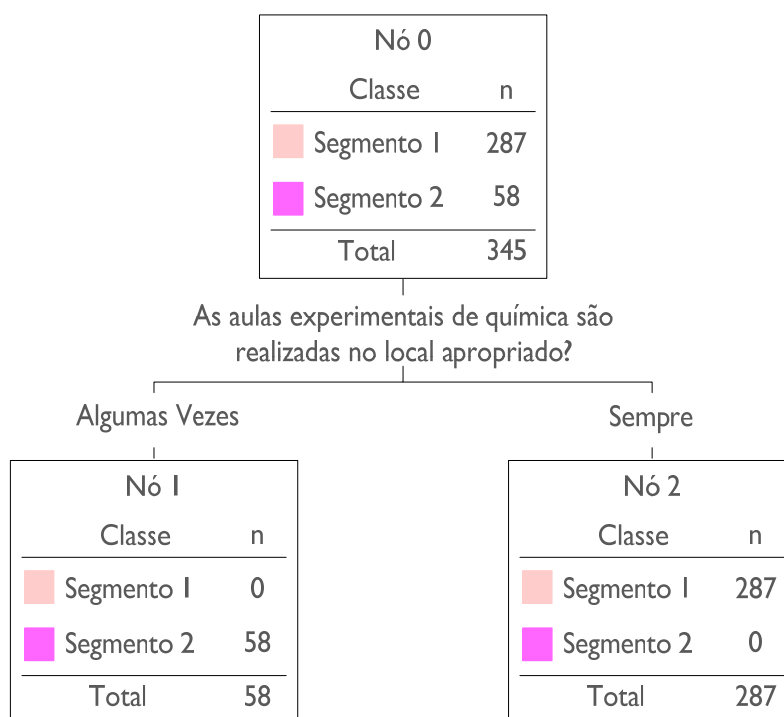 Nó 0
Classe n
Segmento 1 287
Segmento 2 58
Total 345
As aulas experimentais de química são
realizadas no local apropriado?
Algumas Vezes
Sempre
Nó 1
Classe n
Segmento 1 0
Segmento 2 58
Total 58
Nó 2
Classe n
Segmento 1 287
Segmento 2 0
Total 287